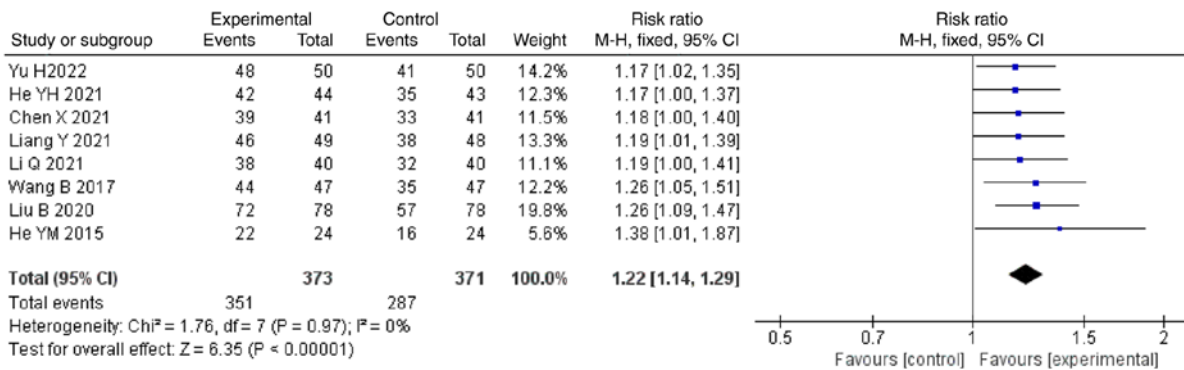 Experimental Control Risk ratio Risk ratio
Study or subgroup Events Total Events Total Weight M-H, fixed, 95% CI M-H, fixed, 95% CI
Yu H2022 48 50 41 50 14.2% 1.17 [1.02, 1.35]
He YH 2021 42 44 35 43 12.3% 1.17 [1.00, 1.37]
Chen X 2021 39 41 33 41 11.5% 1.18 [1.00, 1.40]
Liang Y 2021 46 49 38 48 13.3% 1.19 [1.01, 1.39]
Li Q 2021 38 40 32 40 11.1% 1.19 [1.00, 1.41]
Wang B 2017 44 47 35 47 12.2% 1.26 [1.05, 1.51]
Liu B 2020 72 78 57 78 19.8% 1.26 [1.09, 1.47]
He YM 2015 22 24 16 24 5.6% 1.38 [1.01, 1.87]
Total (95% CI) 373 371 100.0% 1.22 [1.14, 1.29]
Total events 351 287
Heterogeneity: Chi² = 1.76, df = 7 (P = 0.97); I² = 0%
Test for overall effect: Z = 6.35 (P < 0.00001)
0.5 0.7 1 1.5 2
Favours [control] Favours [experimental]